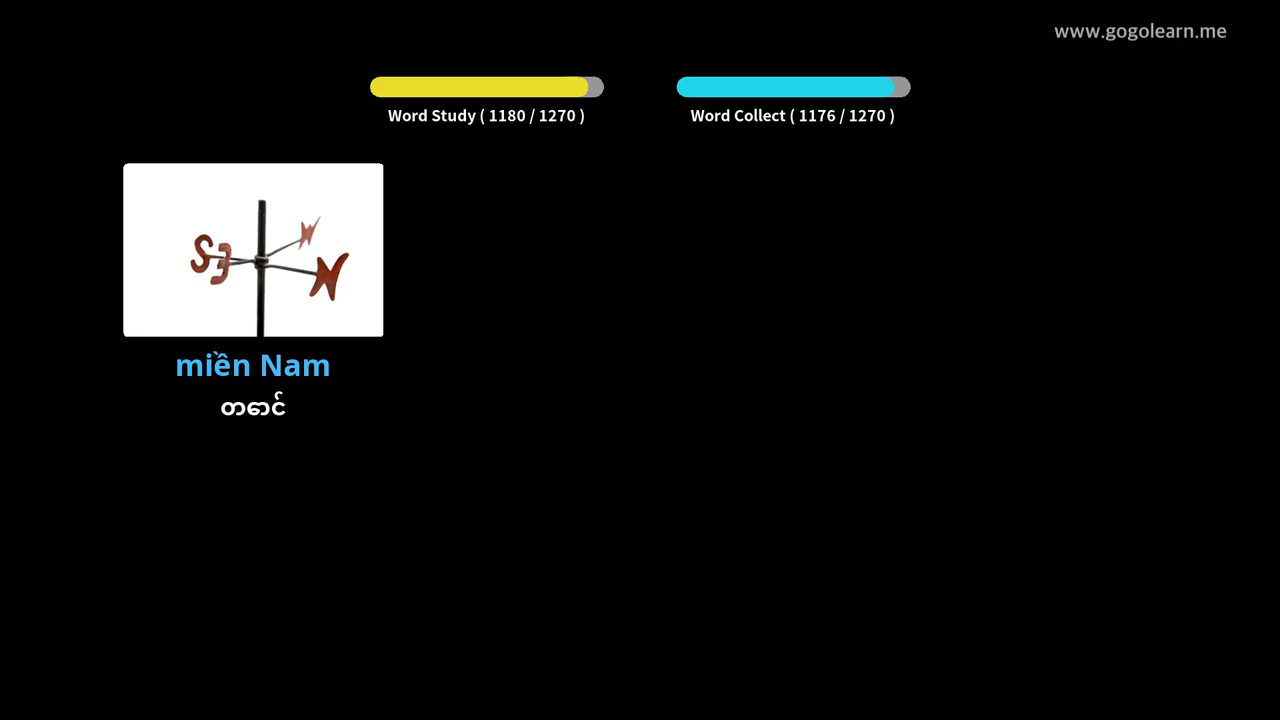 www.gogolearn.me
Word Study ( 1180 / 1270 )
Word Collect ( 1176 / 1270 )
S E W N
miền Nam
တောင်